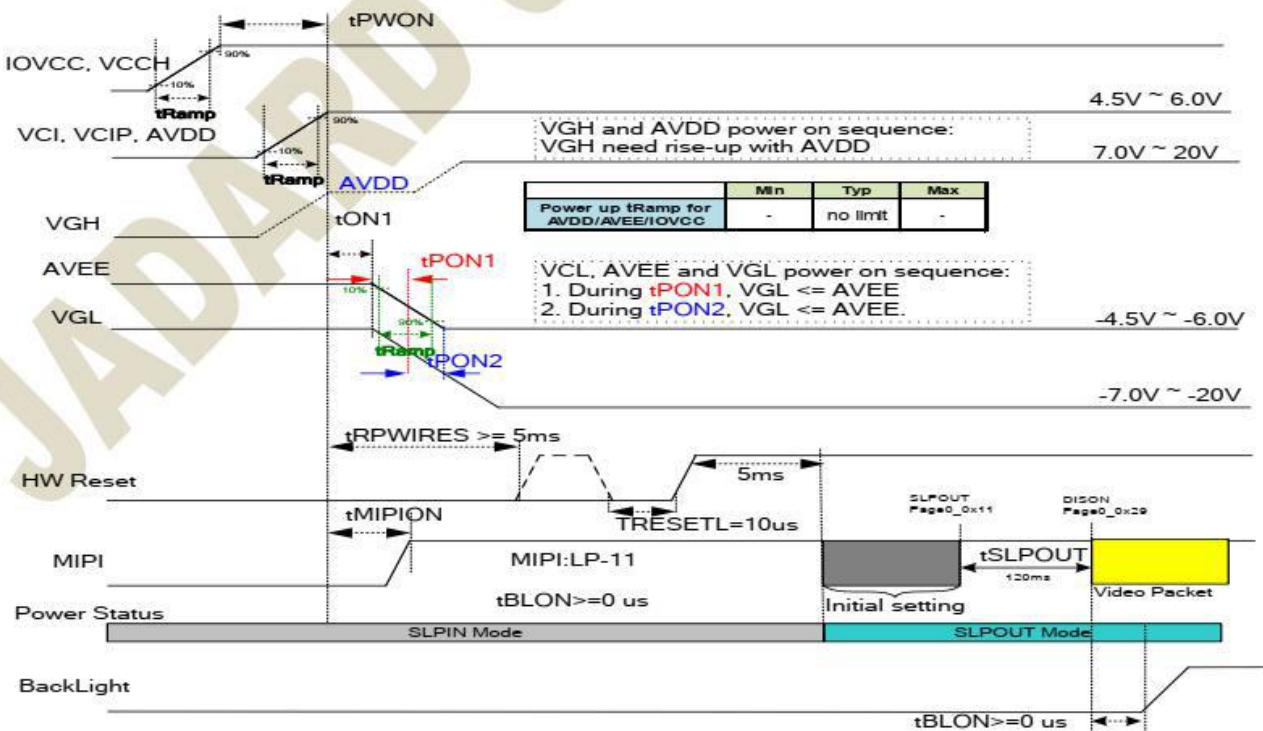 JADARD
tPWON
IOVCC, VCCH
90%
10%
tRamp
4.5V ~ 6.0V
VCI, VCIP, AVDD
90%
10%
tRamp
VGH and AVDD power on sequence:
VGH need rise-up with AVDD
7.0V ~ 20V
AVDD
Min Typ Max
Power up tRamp for
AVDD/AVEE/IOVCC
- no limit -
VGH
tON1
AVEE
tPON1
10%
VCL, AVEE and VGL power on sequence:
1. During tPON1, VGL <= AVEE
2. During tPON2, VGL <= AVEE.
VGL
90%
-4.5V ~ -6.0V
tRamp
tPON2
-7.0V ~ -20V
tRPWIRES >= 5ms
HW Reset
5ms
SLPOUT
Page0_0x11
DISON
Page0_0x29
tMIPION
TRESETL=10us
MIPI
MIPI:LP-11
tSLPOUT
120ms
Video Packet
tBLON>=0 us
Initial setting
Power Status
SLPIN Mode
SLPOUT Mode
BackLight
tBLON>=0 us